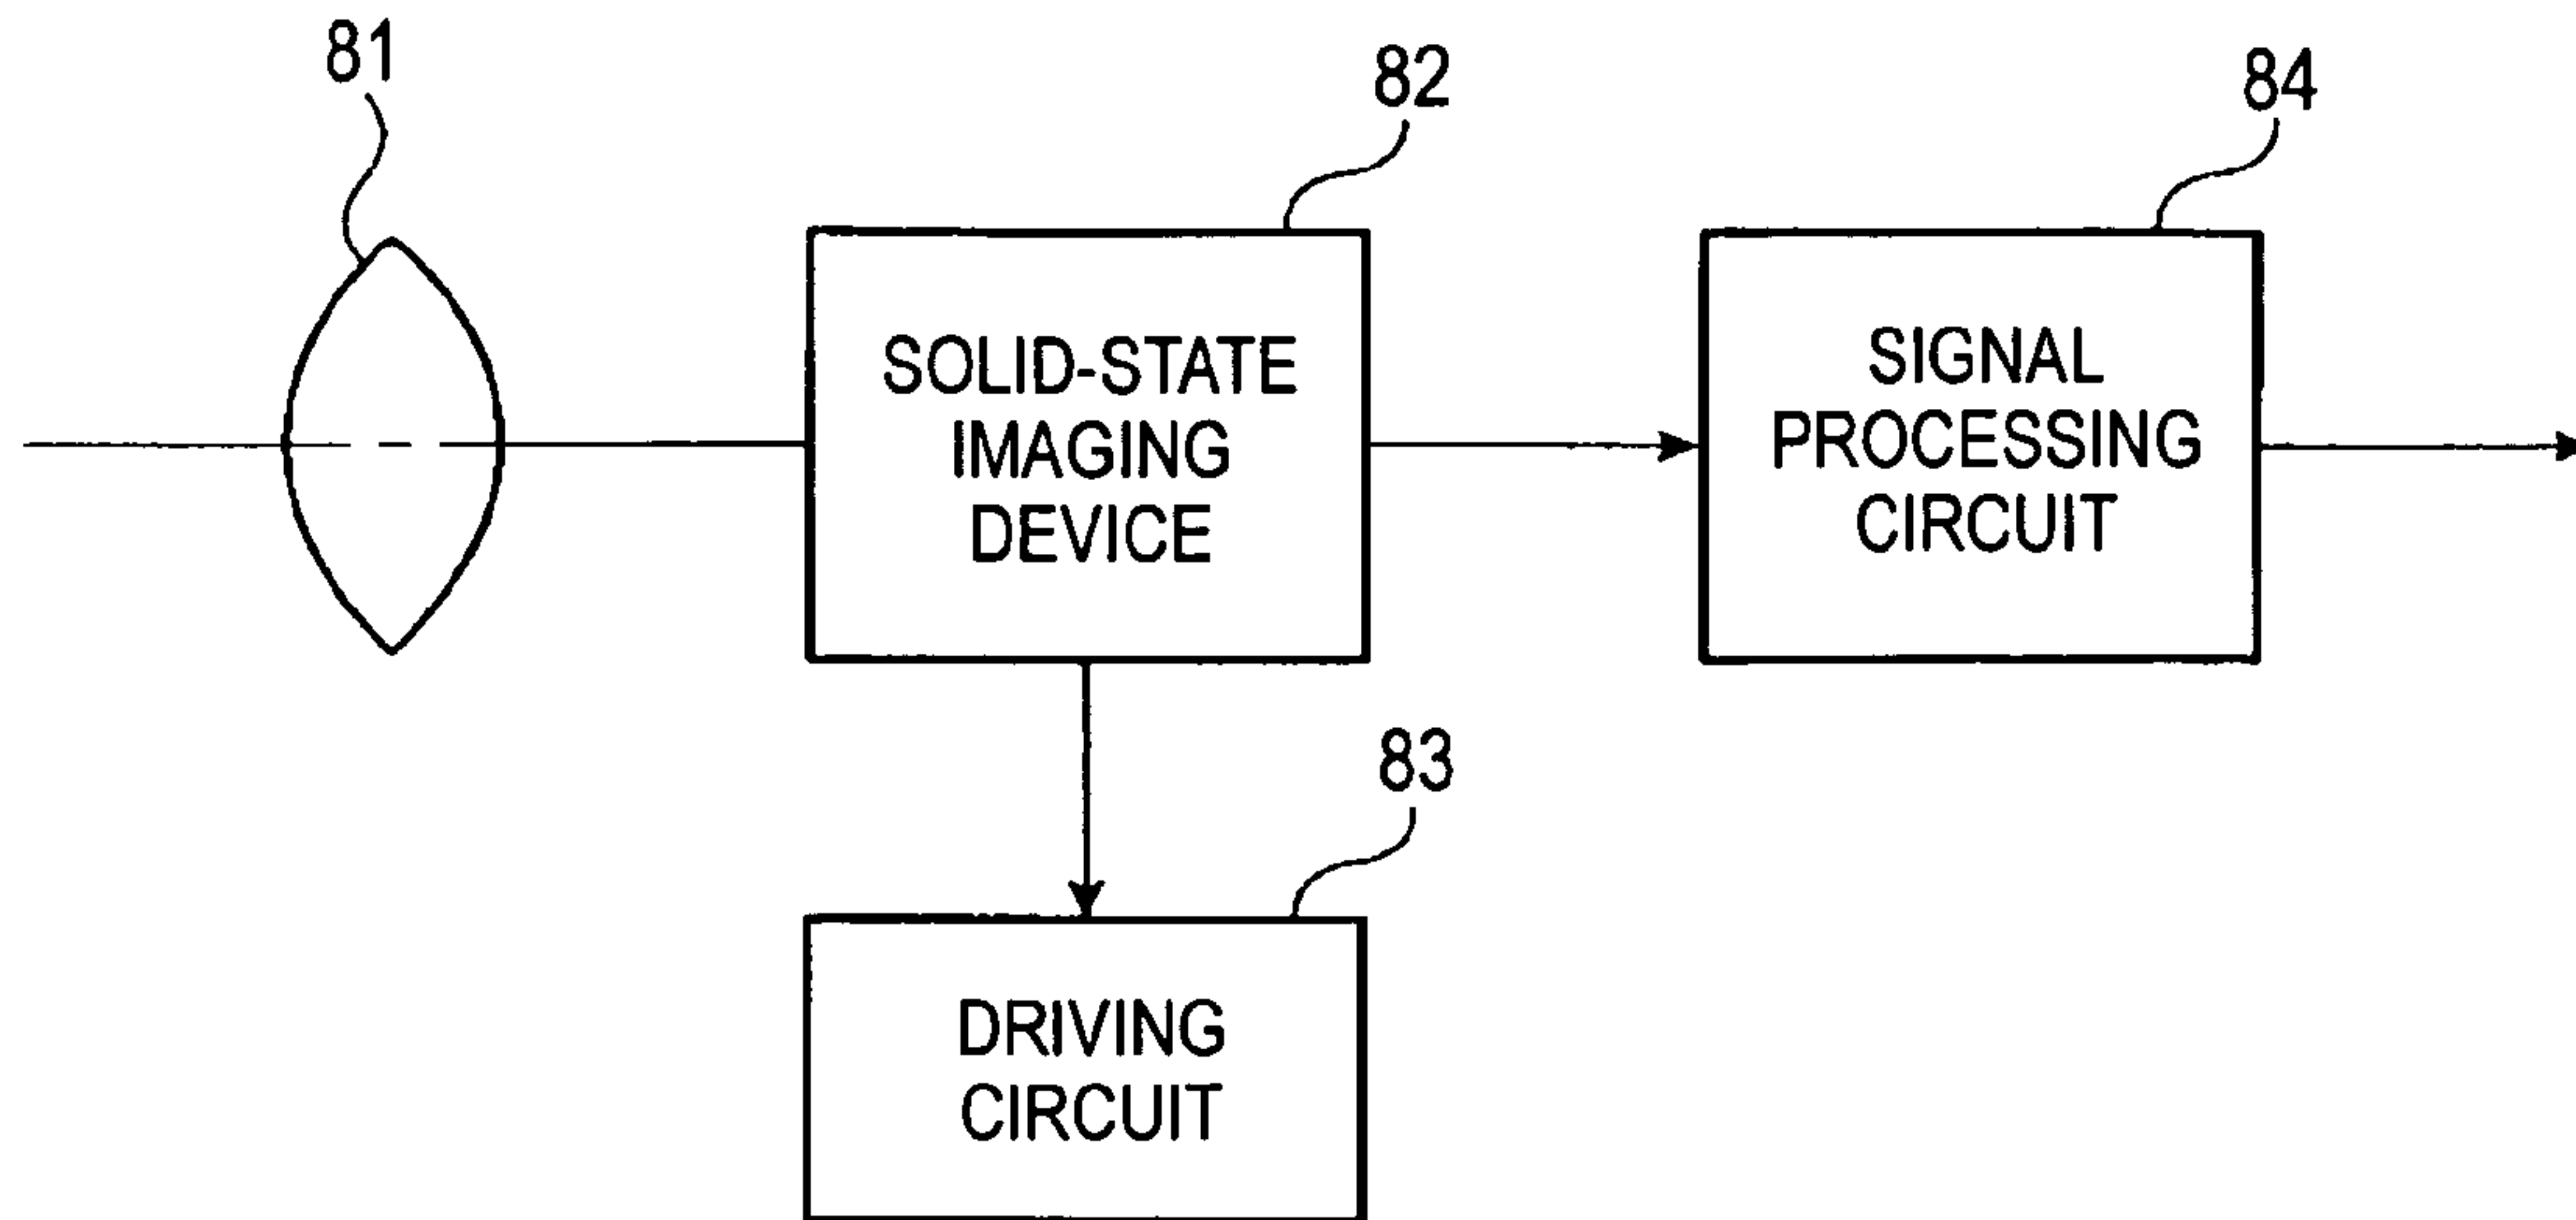 81
82
84
SOLID-STATE
IMAGING
DEVICE
SIGNAL
PROCESSING
CIRCUIT
83
DRIVING
CIRCUIT